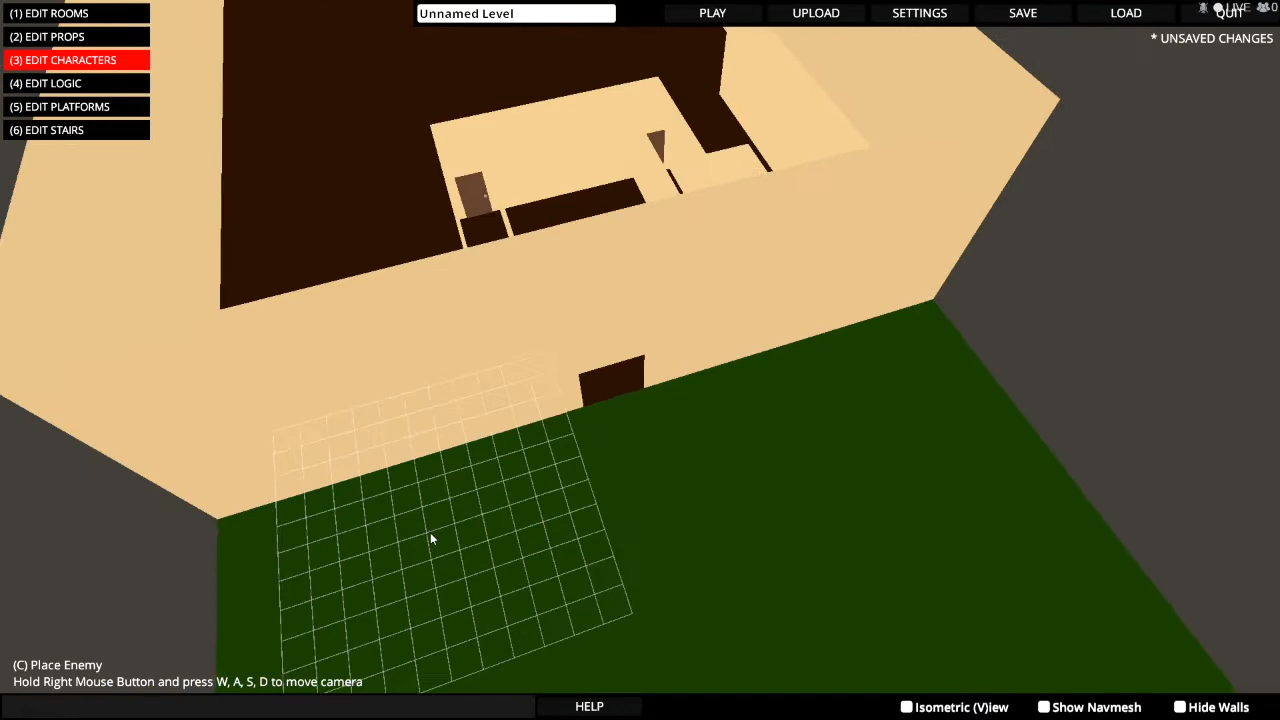 (1) EDIT ROOMS
(2) EDIT PROPS
(3) EDIT CHARACTERS
(4) EDIT LOGIC
(5) EDIT PLATFORMS
(6) EDIT STAIRS
Unnamed Level
PLAY
UPLOAD
SETTINGS
SAVE
LOAD
QUIT
* UNSAVED CHANGES
(C) Place Enemy
Hold Right Mouse Button and press W, A, S, D to move camera
HELP
Isometric (V)iew
Show Navmesh
Hide Walls